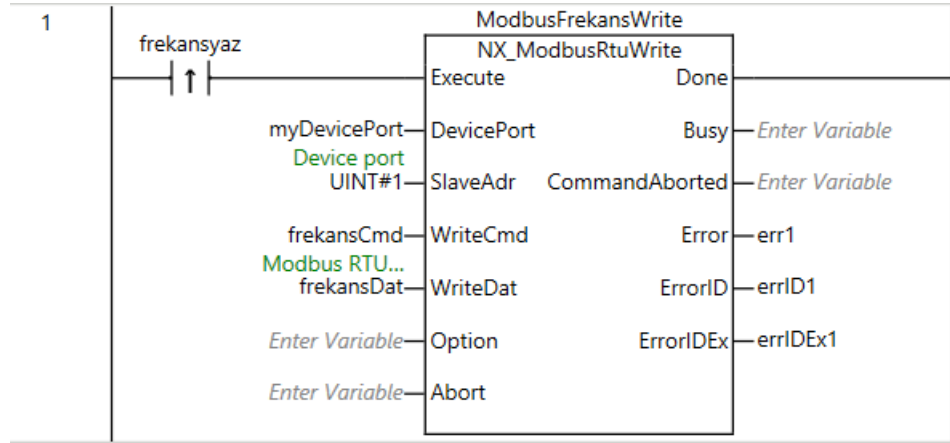 1
ModbusFrekansWrite
frekansyaz
NX_ModbusRtuWrite
Execute Done
myDevicePort DevicePort Busy Enter Variable
Device port
UINT#1 SlaveAdr CommandAborted Enter Variable
frekansCmd WriteCmd Error err1
Modbus RTU...
frekansDat WriteDat ErrorID errID1
Enter Variable Option ErrorIDEx errIDEx1
Enter Variable Abort